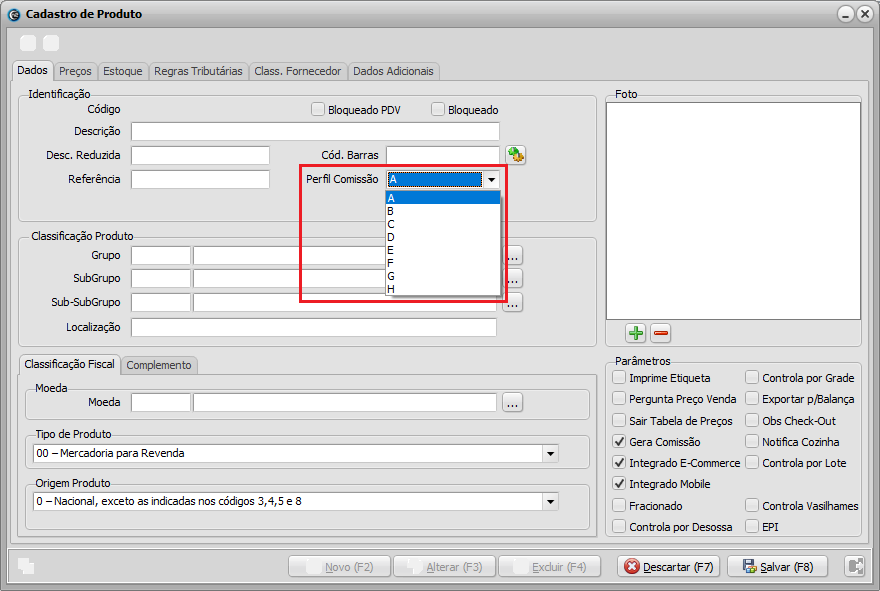 Cadastro de Produto
Dados Preços Estoque Regras Tributárias Class. Fornecedor Dados Adicionais
Identificação
Código
Bloqueado PDV
Bloqueado
Descrição
Desc. Reduzida
Cód. Barras
Referência
Perfil Comissão
A
A
B
C
D
E
F
G
H
Classificação Produto
Grupo
...
SubGrupo
...
Sub-SubGrupo
...
Localização
Classificação Fiscal Complemento
Moeda
Moeda
...
Tipo de Produto
00 – Mercadoria para Revenda
Origem Produto
0 – Nacional, exceto as indicadas nos códigos 3,4,5 e 8
Foto
Parâmetros
Imprime Etiqueta
Controla por Grade
Pergunta Preço Venda
Exportar p/Balança
Sair Tabela de Preços
Obs Check-Out
Gera Comissão
Notifica Cozinha
Integrado E-Commerce
Controla por Lote
Integrado Mobile
Fracionado
Controla Vasilhames
Controla por Desossa
EPI
Novo (F2)
Alterar (F3)
Excluir (F4)
Descartar (F7)
Salvar (F8)